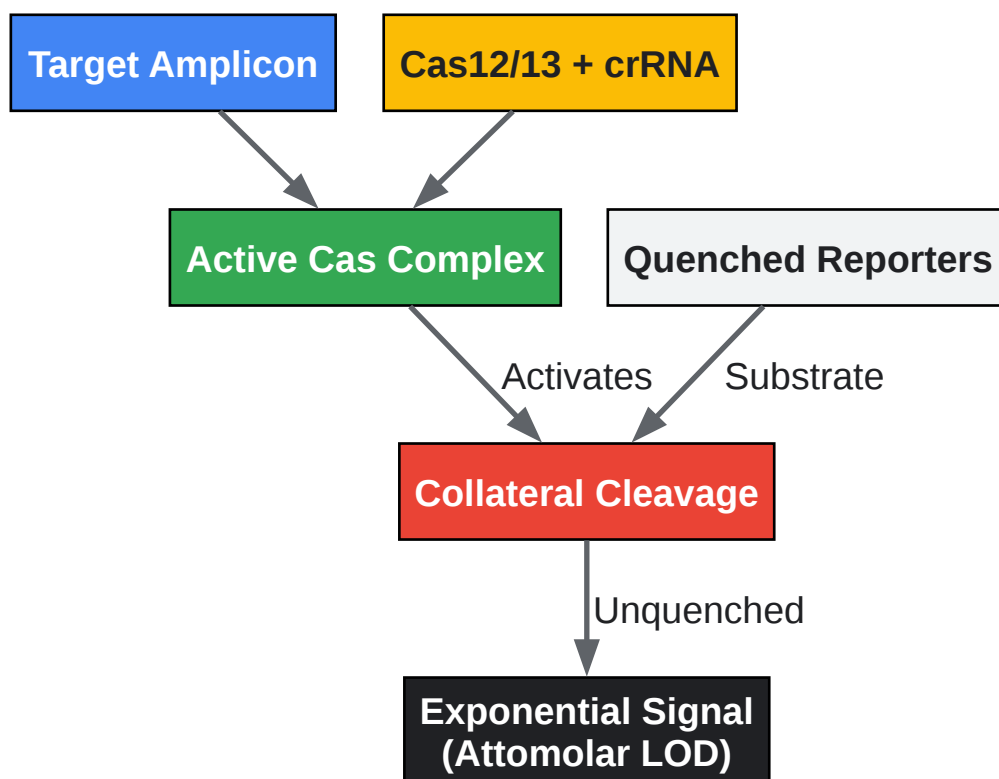 Target Amplicon
Cas12/13 + crRNA
Active Cas Complex
Quenched Reporters
Activates
Substrate
Collateral Cleavage
Unquenched
Exponential Signal
(Attomolar LOD)